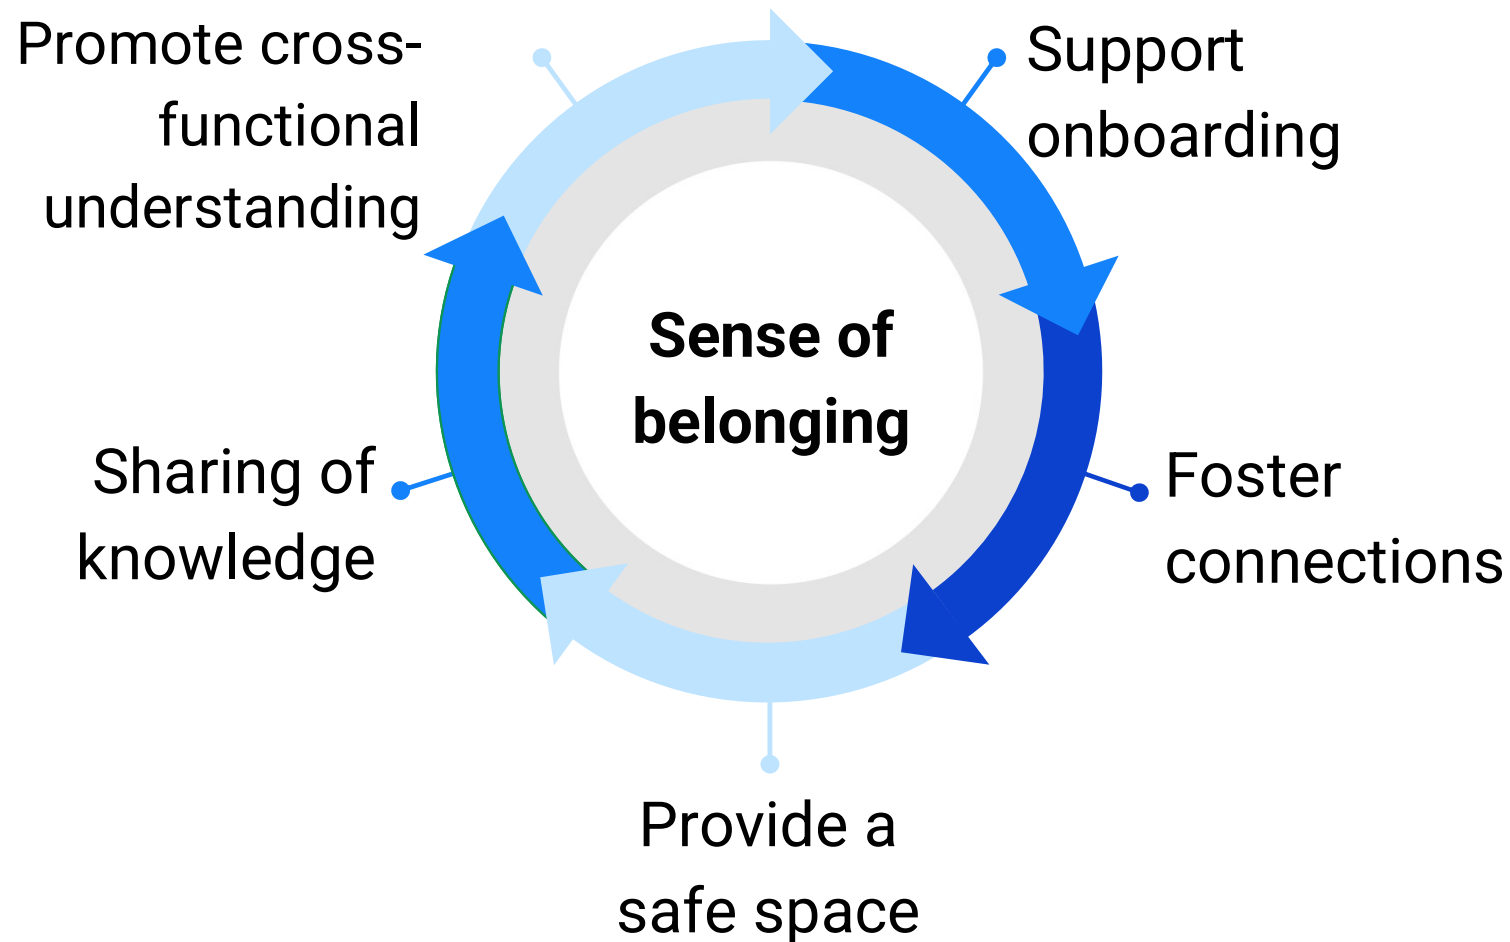 Promote cross-
functional
understanding
Support
onboarding
Sense of
belonging
Sharing of
knowledge
Foster
connections
Provide a
safe space